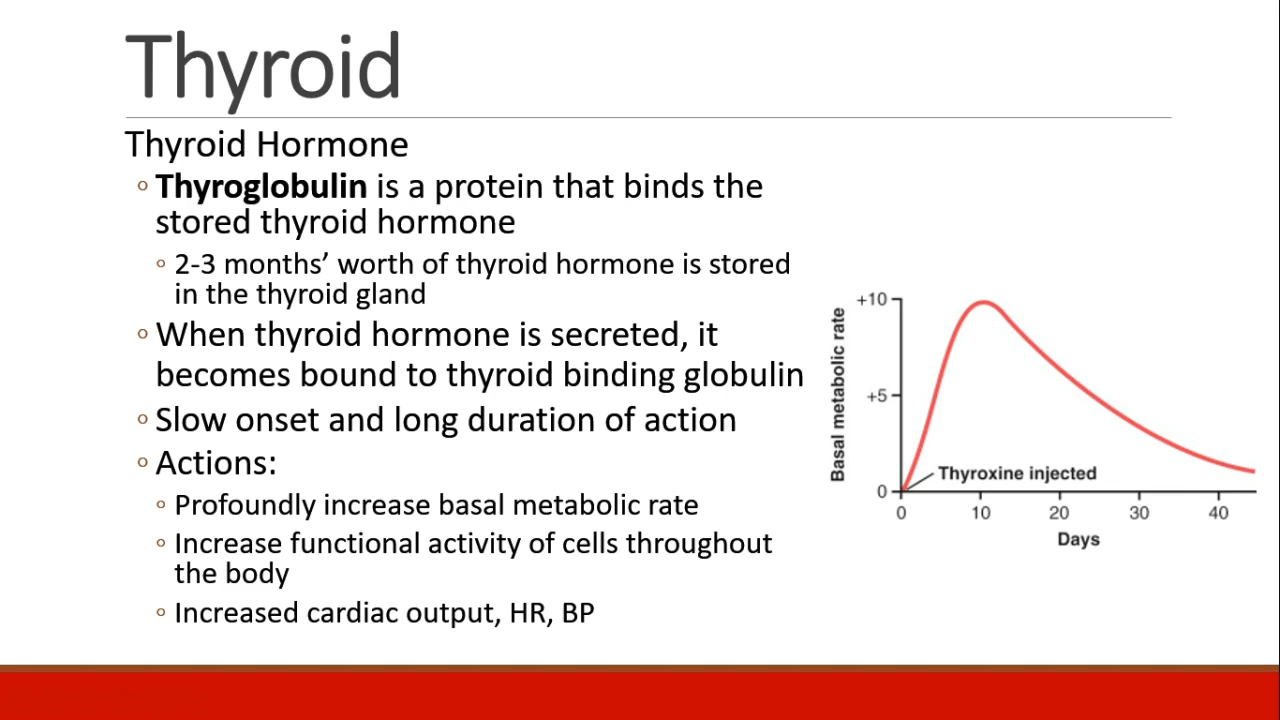 Thyroid
Thyroid Hormone
◦ Thyroglobulin is a protein that binds the
stored thyroid hormone
◦ 2-3 months’ worth of thyroid hormone is stored
in the thyroid gland
◦ When thyroid hormone is secreted, it
becomes bound to thyroid binding globulin
◦ Slow onset and long duration of action
◦ Actions:
◦ Profoundly increase basal metabolic rate
◦ Increase functional activity of cells throughout
the body
◦ Increased cardiac output, HR, BP
Basal metabolic rate
+10
+5
0
Thyroxine injected
0 10 20 30 40
Days